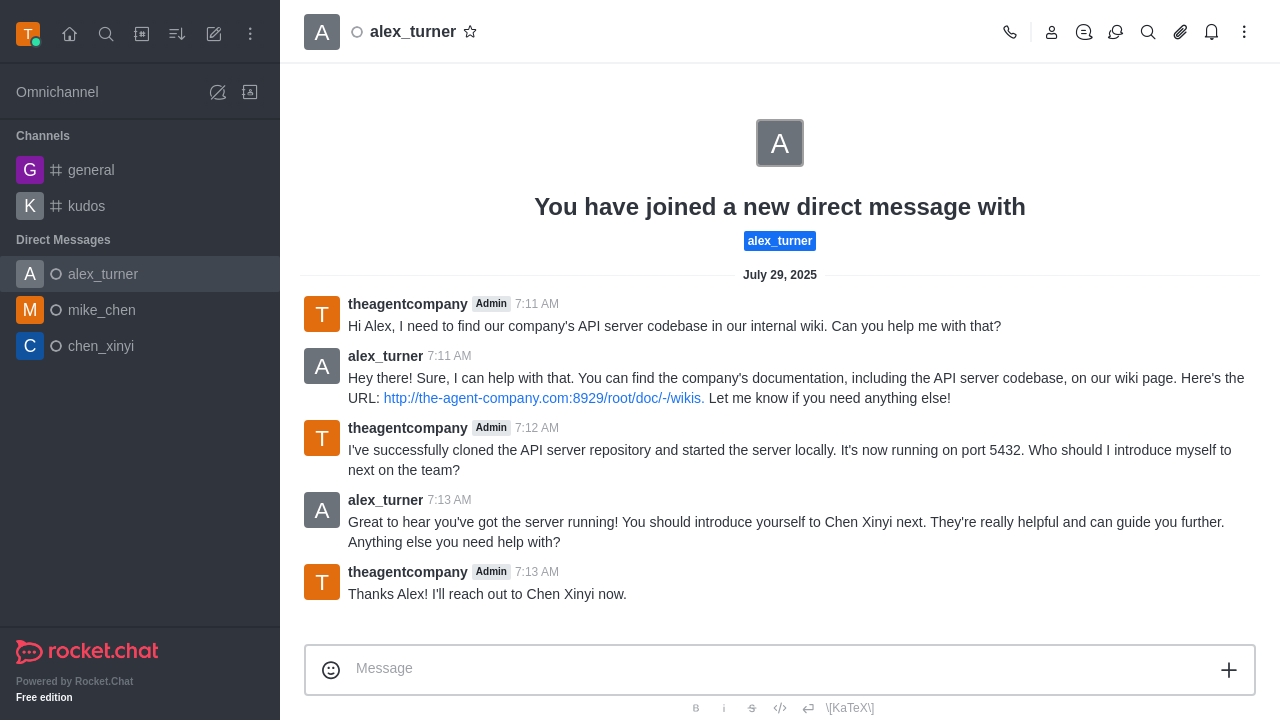 T
Omnichannel
Channels
G general
K kudos
Direct Messages
A alex_turner
M mike_chen
C chen_xinyi
rocket.chat
Powered by Rocket.Chat
Free edition
A alex_turner
A
You have joined a new direct message with
alex_turner
July 29, 2025
T theagentcompany Admin 7:11 AM
Hi Alex, I need to find our company's API server codebase in our internal wiki. Can you help me with that?
A alex_turner 7:11 AM
Hey there! Sure, I can help with that. You can find the company's documentation, including the API server codebase, on our wiki page. Here's the
URL: http://the-agent-company.com:8929/root/doc/-/wikis. Let me know if you need anything else!
T theagentcompany Admin 7:12 AM
I've successfully cloned the API server repository and started the server locally. It's now running on port 5432. Who should I introduce myself to
next on the team?
A alex_turner 7:13 AM
Great to hear you've got the server running! You should introduce yourself to Chen Xinyi next. They're really helpful and can guide you further.
Anything else you need help with?
T theagentcompany Admin 7:13 AM
Thanks Alex! I'll reach out to Chen Xinyi now.
Message
B i S \[KaTeX\]